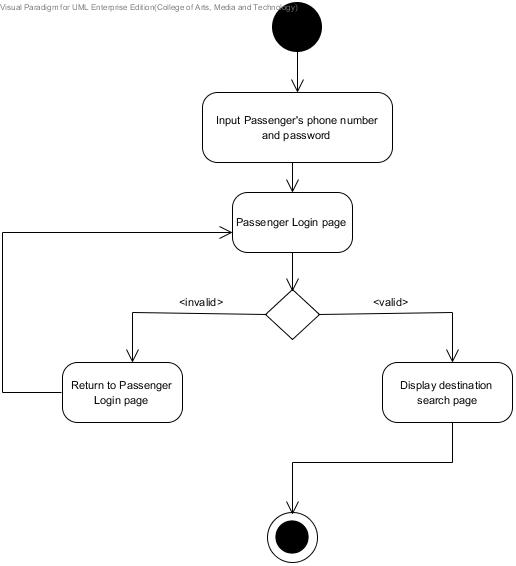 Visual Paradigm for UML Enterprise Edition(College of Arts, Media and Technology)
Input Passenger's phone number
and password
Passenger Login page
<invalid>
<valid>
Return to Passenger
Login page
Display destination
search page